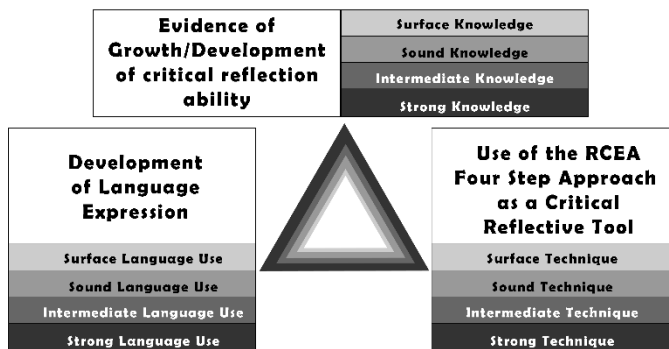 Evidence of
Growth/Development
of critical reflection
ability
Surface Knowledge
Sound Knowledge
Intermediate Knowledge
Strong Knowledge
Development
of Language
Expression
Surface Language Use
Sound Language Use
Intermediate Language Use
Strong Language Use
Use of the RCEA
Four Step Approach
as a Critical
Reflective Tool
Surface Technique
Sound Technique
Intermediate Technique
Strong Technique